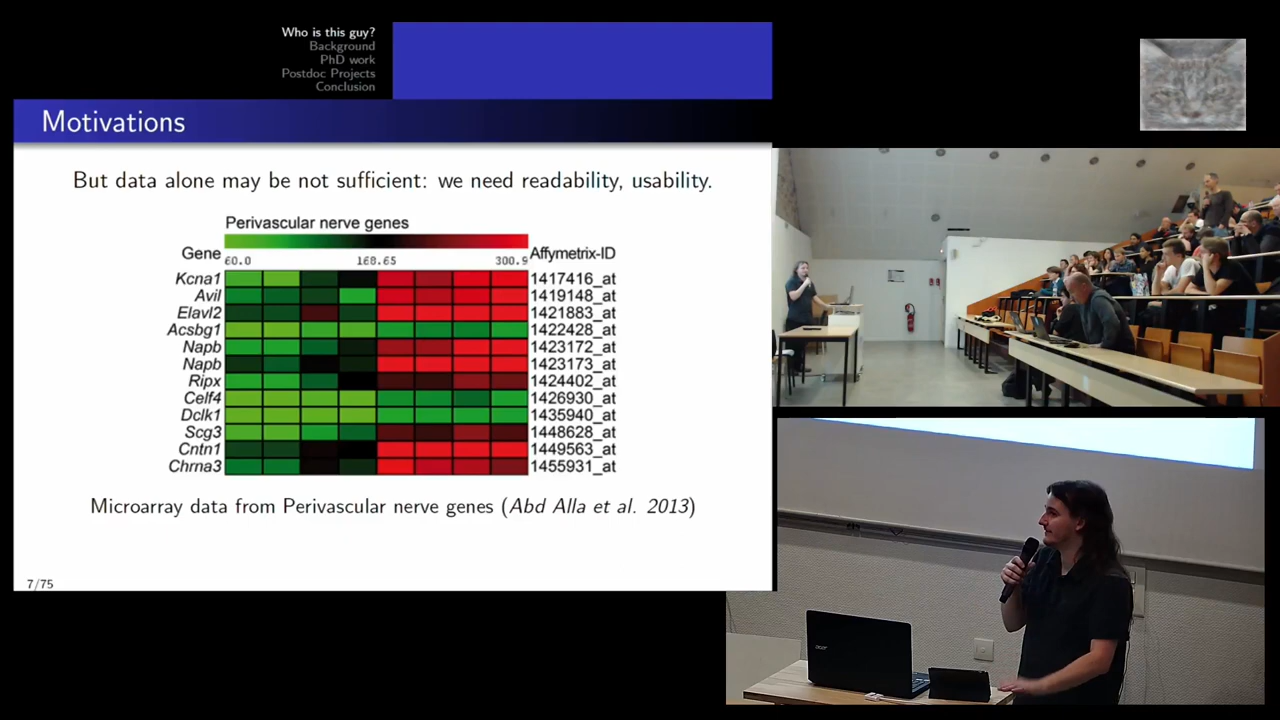 Who is this guy?
Background
PhD work
Postdoc Projects
Conclusion
Motivations
But data alone may be not sufficient: we need readability, usability.
Perivascular nerve genes
Gene Affymetrix-ID
60.0 168.65 300.9
Kcna1 1417416_at
Avil 1419148_at
Elavl2 1421883_at
Acsbg1 1422428_at
Napb 1423172_at
Napb 1423173_at
Ripx 1424402_at
Celf4 1426930_at
Dclk1 1435940_at
Scg3 1448628_at
Cntn1 1449563_at
Chrna3 1455931_at
Microarray data from Perivascular nerve genes (Abd Alla et al. 2013)
7/75
acer